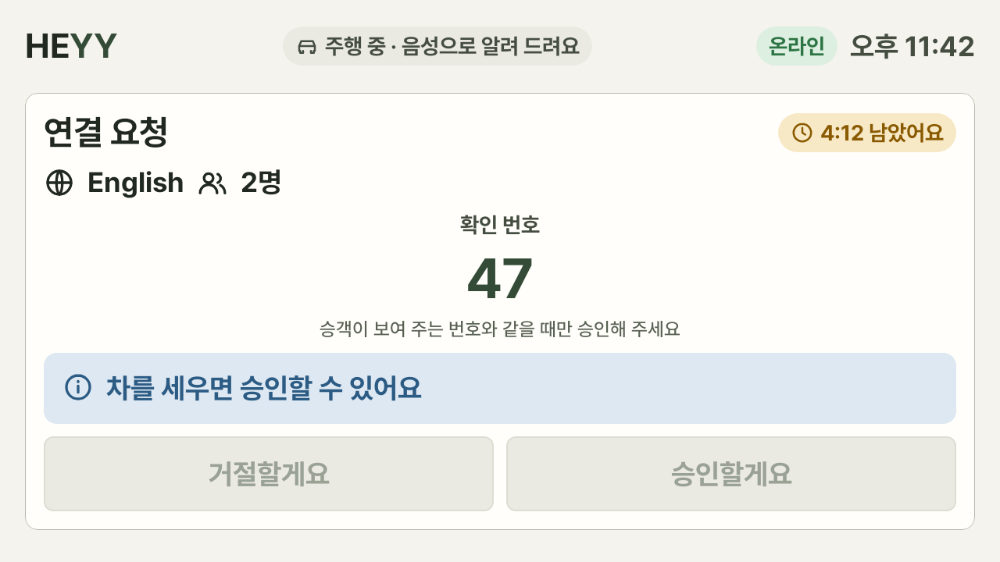 HEYY
주행 중 · 음성으로 알려 드려요
온라인
오후 11:42
연결 요청
4:12 남았어요
English 2명
확인 번호
47
승객이 보여 주는 번호와 같을 때만 승인해 주세요
차를 세우면 승인할 수 있어요
거절할게요
승인할게요